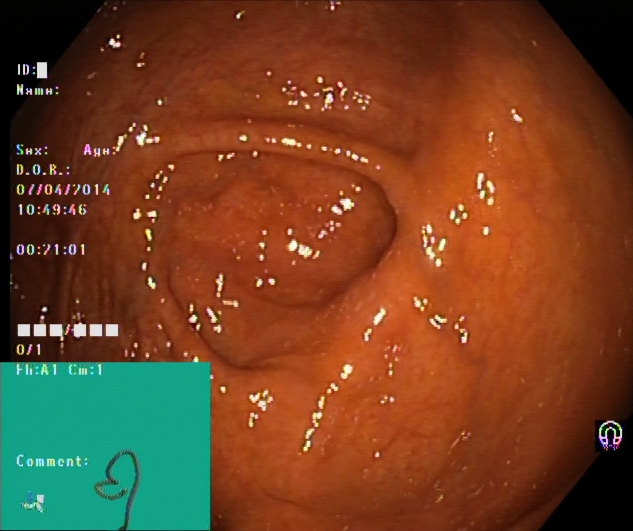 ID:
Name:
Sex: Age:
D.O.B.:
07/04/2014
10:49:46
00:21:01
0/1
Eh:A1 Cm:1
Comment: